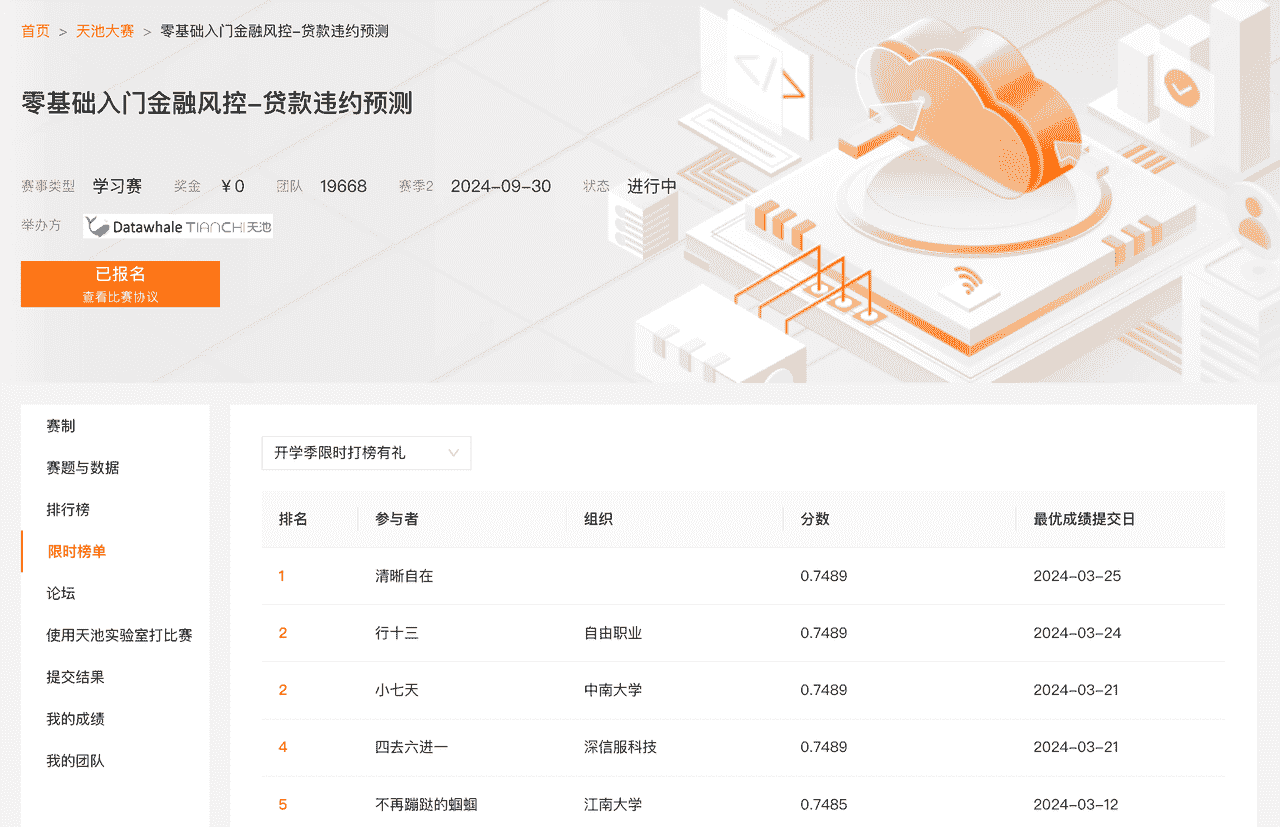 首页 > 天池大赛 > 零基础入门金融风控-贷款违约预测
零基础入门金融风控-贷款违约预测
赛事类型 学习赛 奖金 ¥0 团队 19668 赛季2 2024-09-30 状态 进行中
举办方 Datawhale TIANCHI天池
已报名
查看比赛协议
赛制
赛题与数据
排行榜
限时榜单
论坛
使用天池实验室打比赛
提交结果
我的成绩
我的团队
开学季限时打榜有礼
排名 参与者 组织 分数 最优成绩提交日
1 清晰自在 0.7489 2024-03-25
2 行十三 自由职业 0.7489 2024-03-24
2 小七天 中南大学 0.7489 2024-03-21
4 四去六进一 深信服科技 0.7489 2024-03-21
5 不再蹦跶的蝈蝈 江南大学 0.7485 2024-03-12